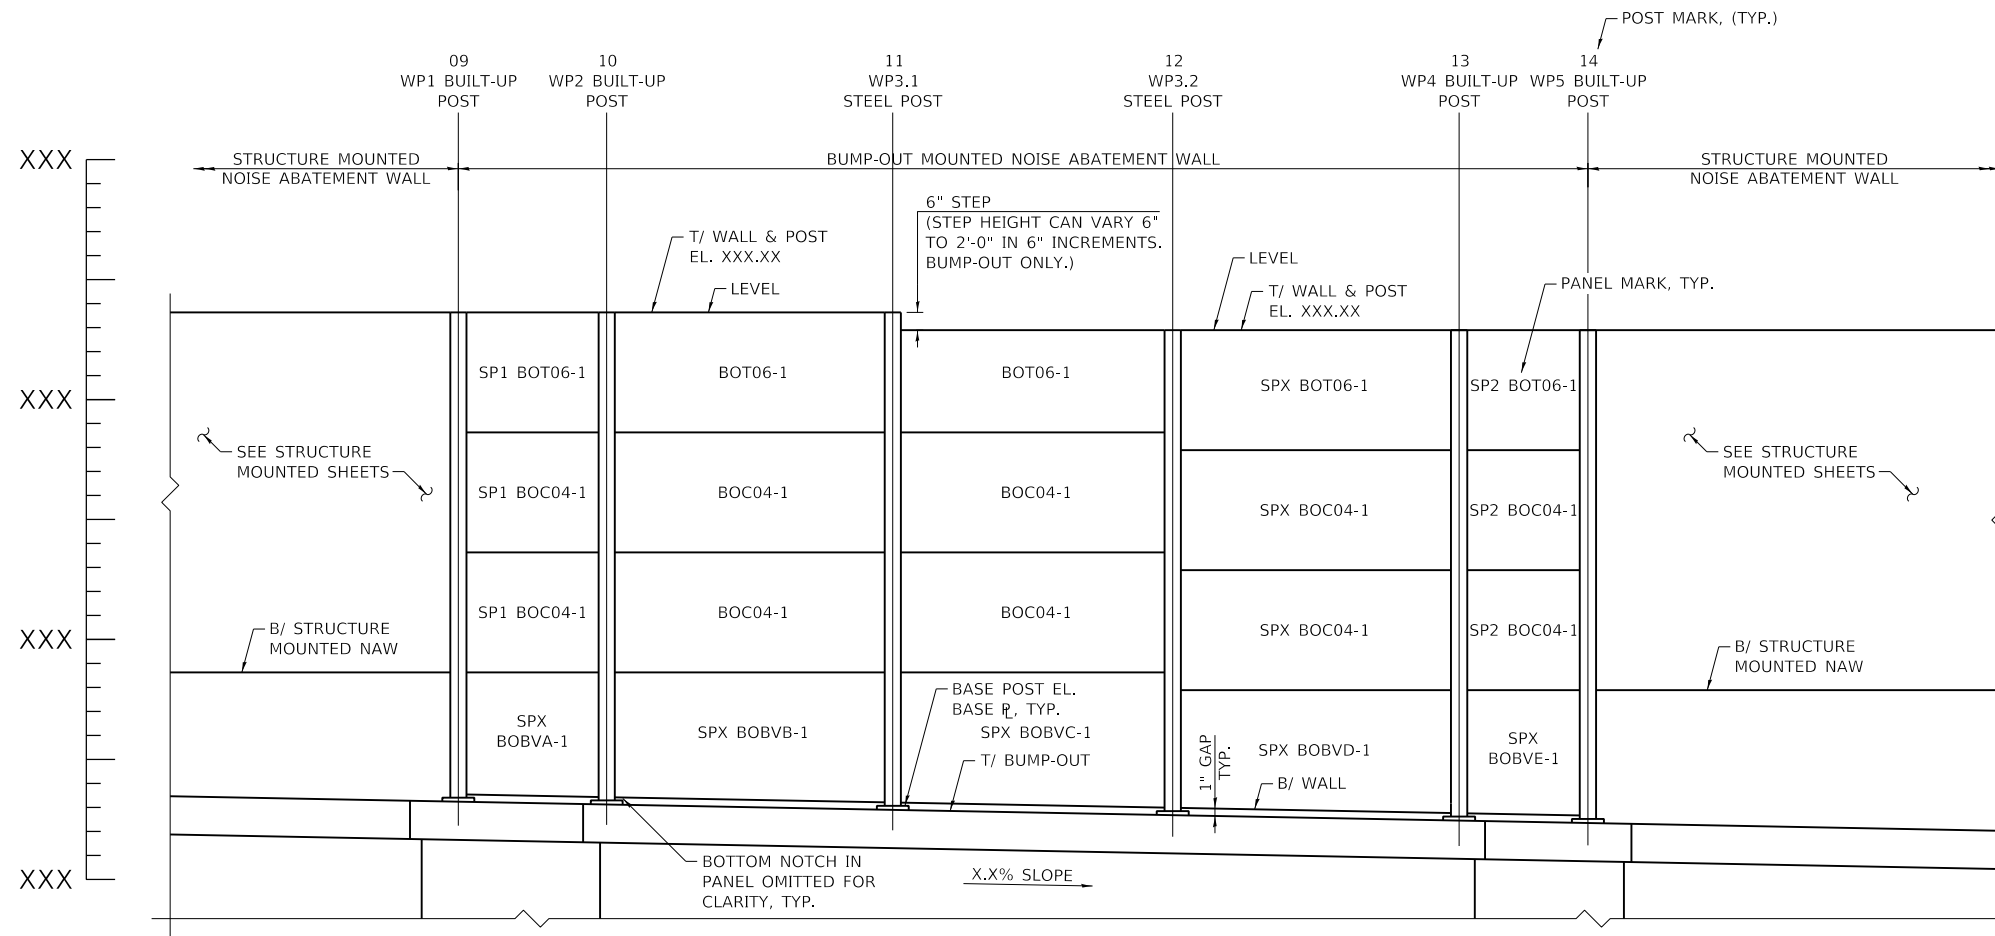 POST MARK, (TYP.)
09
WP1 BUILT-UP
POST
10
WP2 BUILT-UP
POST
11
WP3.1
STEEL POST
12
WP3.2
STEEL POST
13
WP4 BUILT-UP
POST
14
WP5 BUILT-UP
POST
XXX
XXX
XXX
XXX
STRUCTURE MOUNTED
NOISE ABATEMENT WALL
BUMP-OUT MOUNTED NOISE ABATEMENT WALL
STRUCTURE MOUNTED
NOISE ABATEMENT WALL
6" STEP
(STEP HEIGHT CAN VARY 6"
TO 2'-0" IN 6" INCREMENTS.
BUMP-OUT ONLY.)
T/ WALL & POST
EL. XXX.XX
LEVEL
LEVEL
T/ WALL & POST
EL. XXX.XX
PANEL MARK, TYP.
SP1 BOT06-1
BOT06-1
BOT06-1
SPX BOT06-1
SP2 BOT06-1
SEE STRUCTURE
MOUNTED SHEETS
SEE STRUCTURE
MOUNTED SHEETS
SP1 BOC04-1
BOC04-1
BOC04-1
SPX BOC04-1
SP2 BOC04-1
SP1 BOC04-1
BOC04-1
BOC04-1
SPX BOC04-1
SP2 BOC04-1
B/ STRUCTURE
MOUNTED NAW
B/ STRUCTURE
MOUNTED NAW
BASE POST EL.
BASE ℄, TYP.
SPX
BOBVA-1
SPX BOBVB-1
SPX BOBVC-1
SPX BOBVD-1
SPX
BOBVE-1
T/ BUMP-OUT
1" GAP
TYP.
B/ WALL
BOTTOM NOTCH IN
PANEL OMITTED FOR
CLARITY, TYP.
X.X% SLOPE